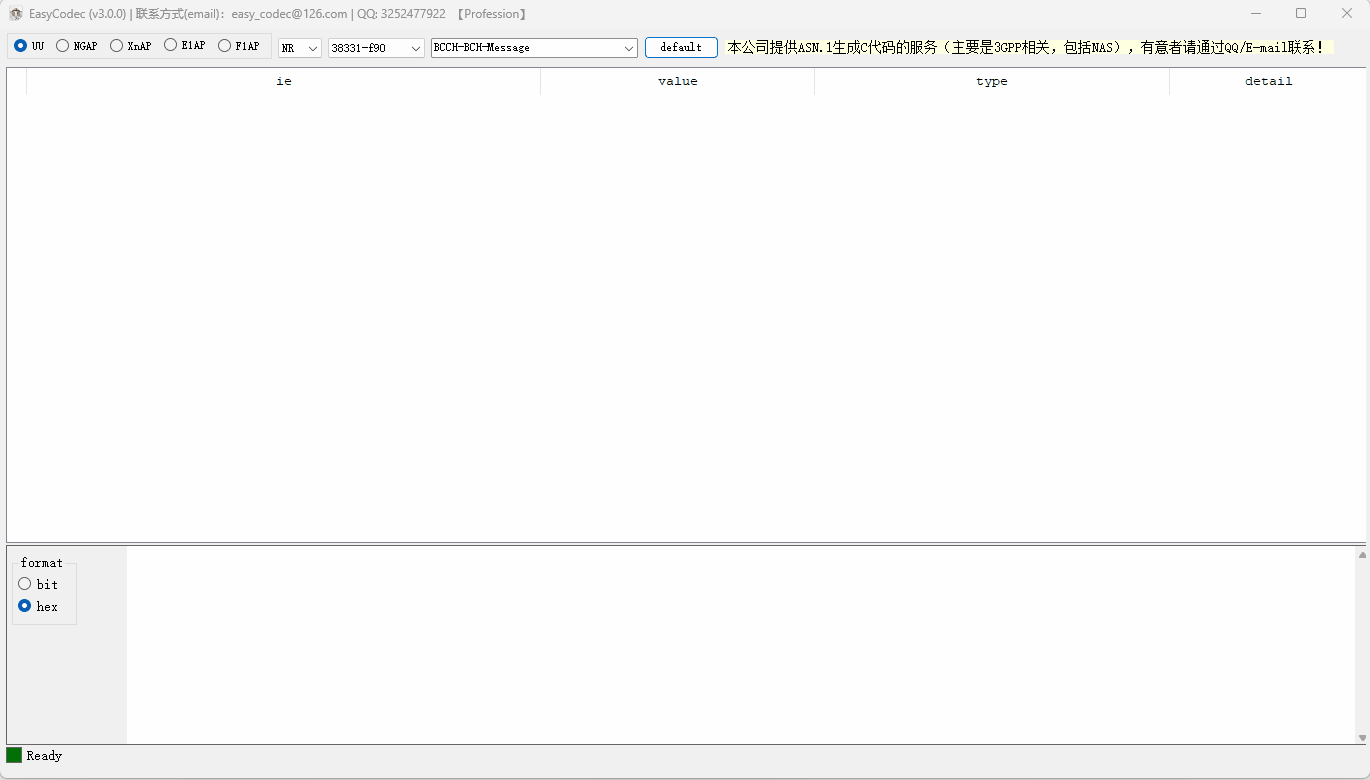 EasyCodec (v3.0.0) | 联系方式(email)：easy_codec@126.com | QQ: 3252477922 【Profession】
UU NGAP XnAP E1AP F1AP NR 38331-f90 BCCH-BCH-Message default 本公司提供ASN.1生成C代码的服务（主要是3GPP相关，包括NAS），有意者请通过QQ/E-mail联系！
ie value type detail
format
bit
hex
Ready